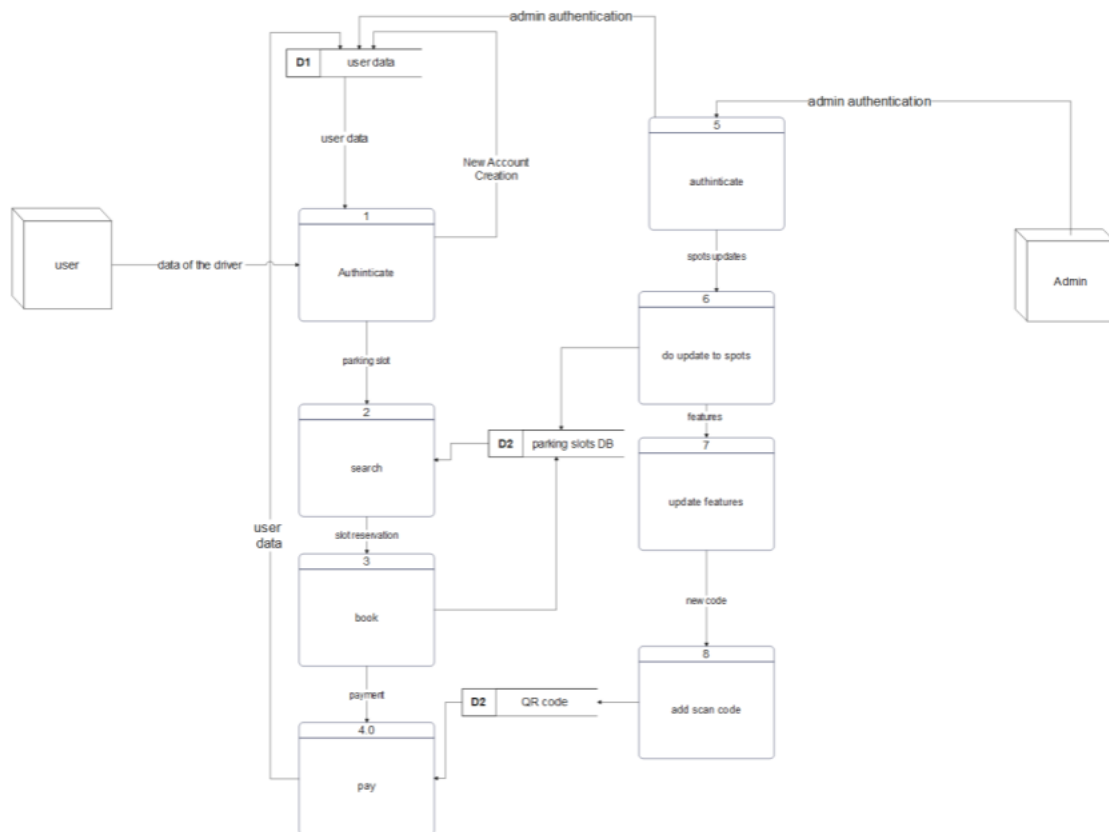 admin authentication
D1 user data
admin authentication
5
user data
New Account
Creation
authinticate
1
user
data of the driver
Authinticate
spots updates
Admin
6
do update to spots
parking slot
2
features
D2 parking slots DB
7
search
update features
user
data
slot reservation
3
book
new code
8
payment
D2 QR code
add scan code
4.0
pay